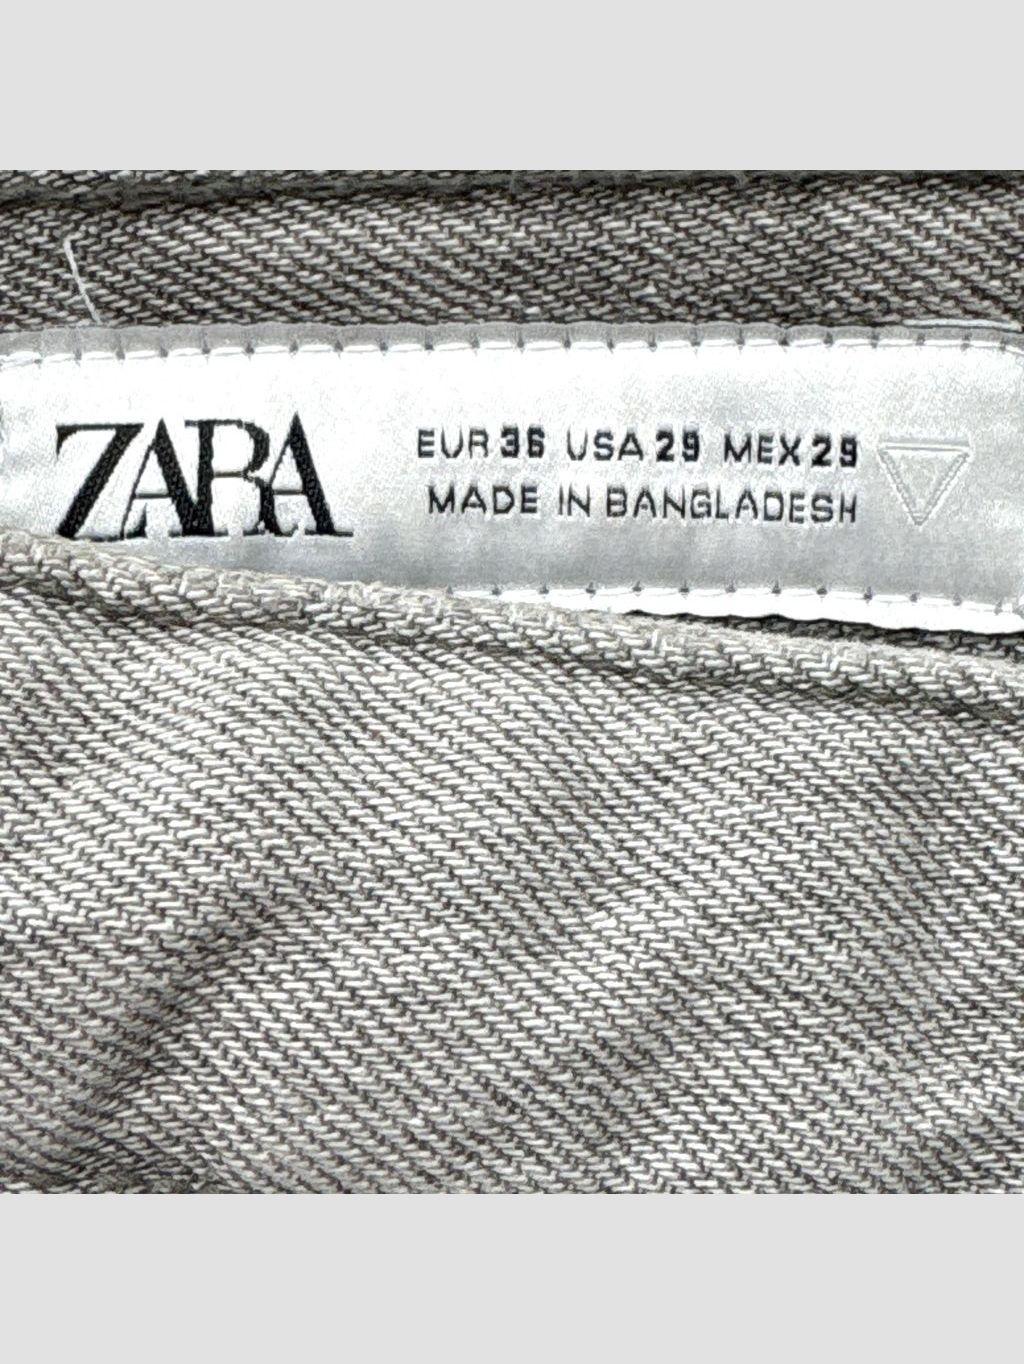 ZARA
EUR 36 USA 29 MEX 29
MADE IN BANGLADESH